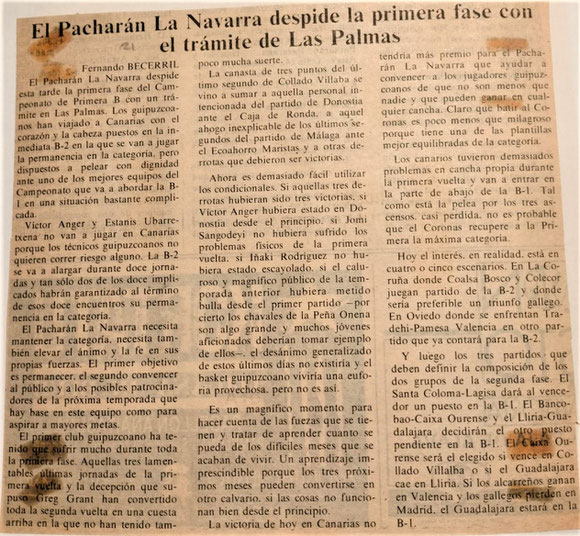 El Pacharán La Navarra despide la primera fase con
el trámite de Las Palmas
Fernando BECERRIL
El Pacharán La Navarra despide
esta tarde la primera fase del Cam-
peonato de Primera B con un trá-
mite en Las Palmas. Los guipuzcoa-
nos han viajado a Canarias con el
corazón y la cabeza puestos en la in-
mediata B-2 en la que se van a jugar
la permanencia en la categoría, pero
dispuestos a pelear con dignidad
ante uno de los mejores equipos del
Campeonato que va a abordar la B-
1 en una situación bastante compli-
cada.
Víctor Anger y Estanis Ubarre-
txena no van a jugar en Canarias
porque los técnicos guipuzcoanos no
quieren correr riesgo alguno. La B-2
se va a alargar durante doce jorna-
das y tan sólo dos de los doce impli-
cados habrán garantizado al término
de esos doce encuentros su perma-
nencia en la categoría.
El Pacharán La Navarra necesita
mantener la categoría, necesita tam-
bién elevar el ánimo y la fe en sus
propias fuerzas. El primer objetivo
es permanecer, el segundo convencer
al público y a los posibles patrocina-
dores de la próxima temporada que
hay base en este equipo como para
aspirar a mayores metas.
El primer club guipuzcoano ha te-
nido que sufrir mucho durante toda
la primera fase. Aquellas tres lamen-
tables últimas jornadas de la pri-
mera vuelta y la decepción que su-
puso Greg Grant han convertido
toda la segunda vuelta en una cuesta
arriba en la que no han tenido tam-
poco mucha suerte.
La canasta de tres puntos del últi-
mo segundo de Collado Villaba se
vino a sumar a aquella personal in-
tencionada del partido de Donostia
ante el Caja de Ronda, a aquel
ahogo inexplicable de los últimos se-
gundos del partido de Málaga ante
el Ecoahorro Maristas y a otras de-
rrotas que debieron ser victorias.
Ahora es demasiado fácil utilizar
los condicionales. Si aquellas tres de-
rrotas hubieran sido tres victorias, si
Víctor Anger hubiera estado en Do-
nostia desde el principio, si Jomi
Sangodeyi no hubiera sufrido los
problemas físicos de la primera
vuelta, si Iñaki Rodríguez no hu-
biera estado escayolado, si el calu-
roso y magnífico público de la tem-
porada anterior hubiera metido
bulla desde el primer partido —por
cierto los chavales de la Peña Onena
son algo grande y muchos jóvenes
aficionados deberían tomar ejemplo
de ellos—, el desánimo generalizado
de estos últimos no existiría y el
basket guipuzcoano viviría una eufo-
ria provechosa, pero no es así.
Es un magnífico momento para
hacer cuenta de las fuezas que se tie-
nen y tratar de aprender cuanto se
pueda de los difíciles meses que se
acaban de vivir. Un aprendizaje im-
prescindible porque los tres próxi-
mos meses pueden convertirse en
otro calvario, si las cosas no funcio-
nan bien desde el principio.
La victoria de hoy en Canarias no
tendría más premio para el Pacha-
rán La Navarra que ayudar a
convencer a los jugadores guipuz-
coanos de que no son menos que
nadie y que pueden ganar en cual-
quier cancha. Claro que batir al Co-
ronas es poco menos que milagroso
porque tiene una de las plantillas
mejor equilibradas de la categoría.
Los canarios tuvieron demasiados
problemas en cancha propia durante
la primera vuelta y van a entrar en
la parte de abajo de la B-1. Tal
como está la pelea por los tres as-
censos, casi perdida, no es probable
que el Coronas recupere a la Pri-
mera la máxima categoría.
Hoy el interés, en realidad, está en
cuatro o cinco escenarios. En La Co-
ruña donde Coalsa Bosco y Colecor
juegan partido de la B-2 y donde
sería preferible un triunfo gallego.
En Oviedo donde se enfrentan Tra-
dehi-Pamesa Valencia en otro par-
tido que ya contará para la B-2.
Y luego los tres partidos que
deben definir la composición de los
dos grupos de la segunda fase. El
Santa Coloma-Lagisa dará al vence-
dor un puesto en la B-1. El Banco-
bao-Caixa Ourense y el Llíria-Gua-
dalajara decidirán el otro puesto
pendiente en la B-1. El Caixa Ou-
rense será el elegido si vence en Co-
llado Villalba o si el Guadalajara
cae en Llíria. Si los alcarreños ganan
en Valencia y los gallegos pierden en
Madrid, el Guadalajara estará en la
B-1.